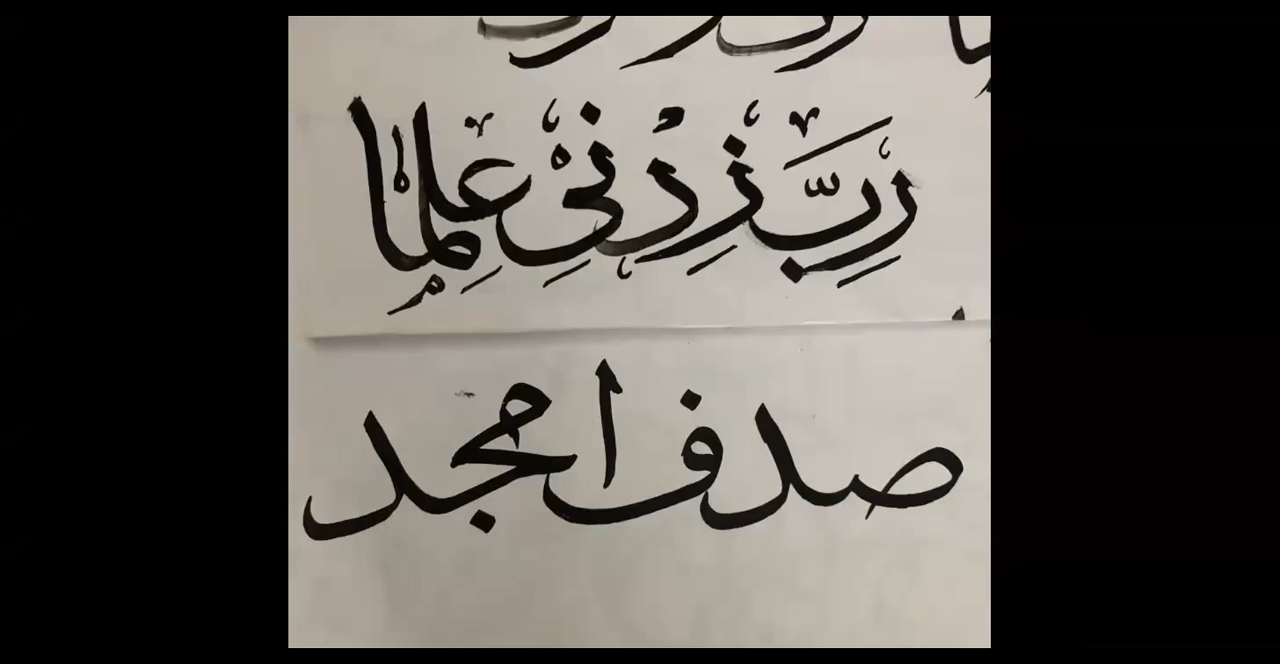 رَبِّ زِدْنِیْ عِلْمًا
صدف امجد